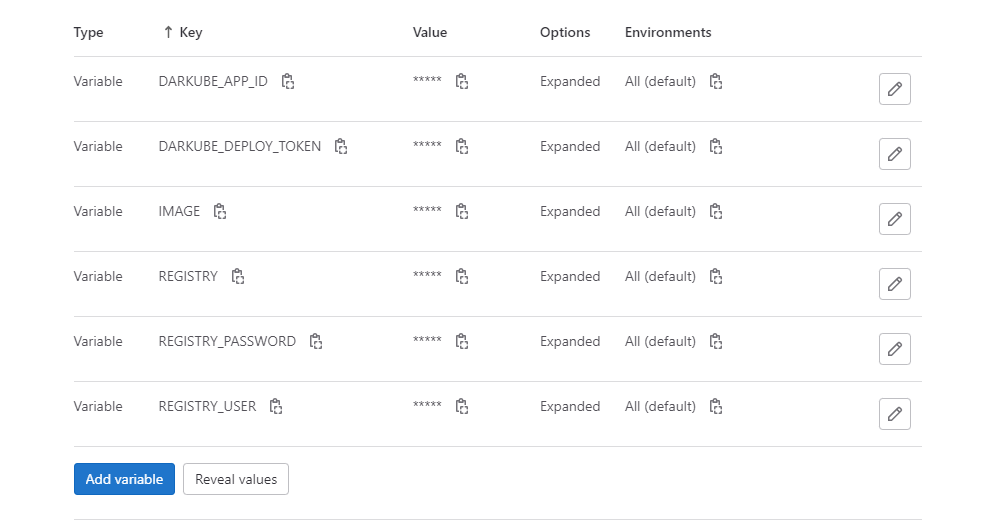 Type ↑ Key Value Options Environments
Variable DARKUBE_APP_ID ***** Expanded All (default)
Variable DARKUBE_DEPLOY_TOKEN ***** Expanded All (default)
Variable IMAGE ***** Expanded All (default)
Variable REGISTRY ***** Expanded All (default)
Variable REGISTRY_PASSWORD ***** Expanded All (default)
Variable REGISTRY_USER ***** Expanded All (default)
Add variable Reveal values